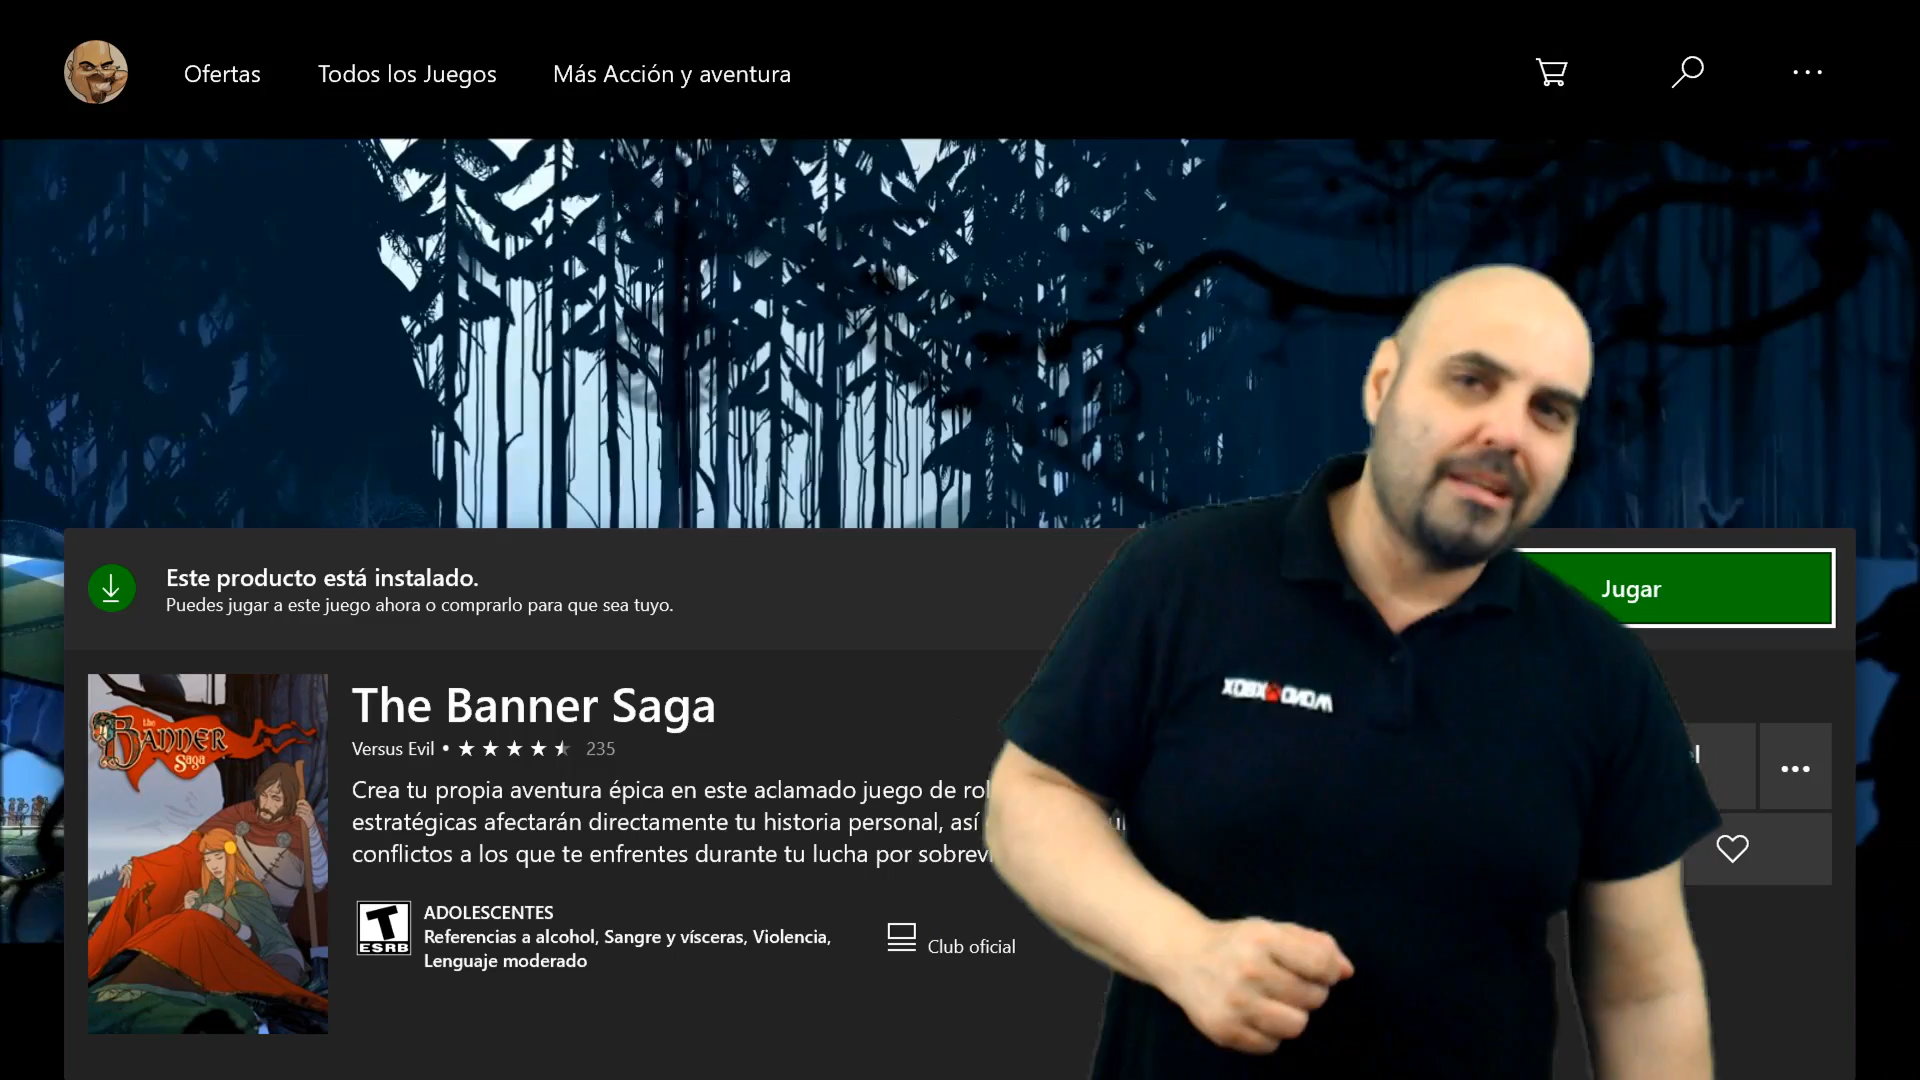 Ofertas
Todos los Juegos
Más Acción y aventura
Este producto está instalado.
Puedes jugar a este juego ahora o comprarlo para que sea tuyo.
Jugar
the
BANNER
Saga
The Banner Saga
Versus Evil • 235
Crea tu propia aventura épica en este aclamado juego de rol
estratégicas afectarán directamente tu historia personal, así
conflictos a los que te enfrentes durante tu lucha por
T
ESRB
ADOLESCENTES
Referencias a alcohol, Sangre y vísceras, Violencia,
Lenguaje moderado
Club oficial